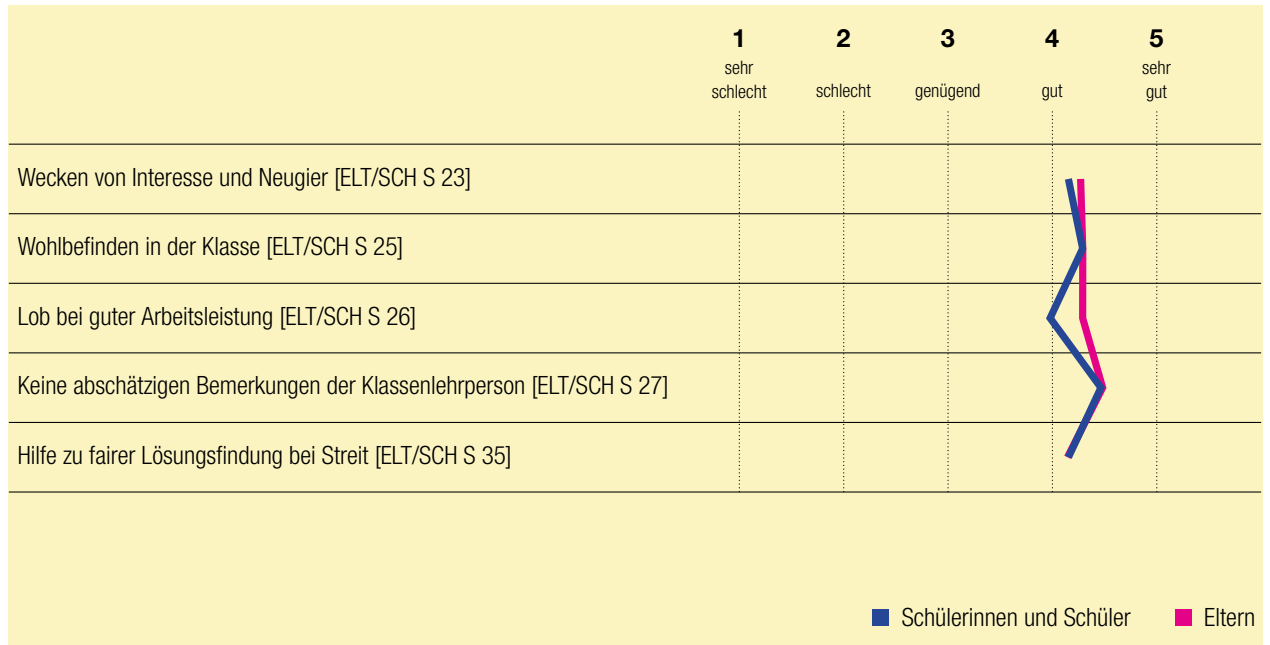 1 2 3 4 5
sehr schlecht schlecht genügend gut sehr gut
Wecken von Interesse und Neugier [ELT/SCH S 23]
Wohlbefinden in der Klasse [ELT/SCH S 25]
Lob bei guter Arbeitsleistung [ELT/SCH S 26]
Keine abschätzigen Bemerkungen der Klassenlehrperson [ELT/SCH S 27]
Hilfe zu fairer Lösungsfindung bei Streit [ELT/SCH S 35]
Schülerinnen und Schüler Eltern